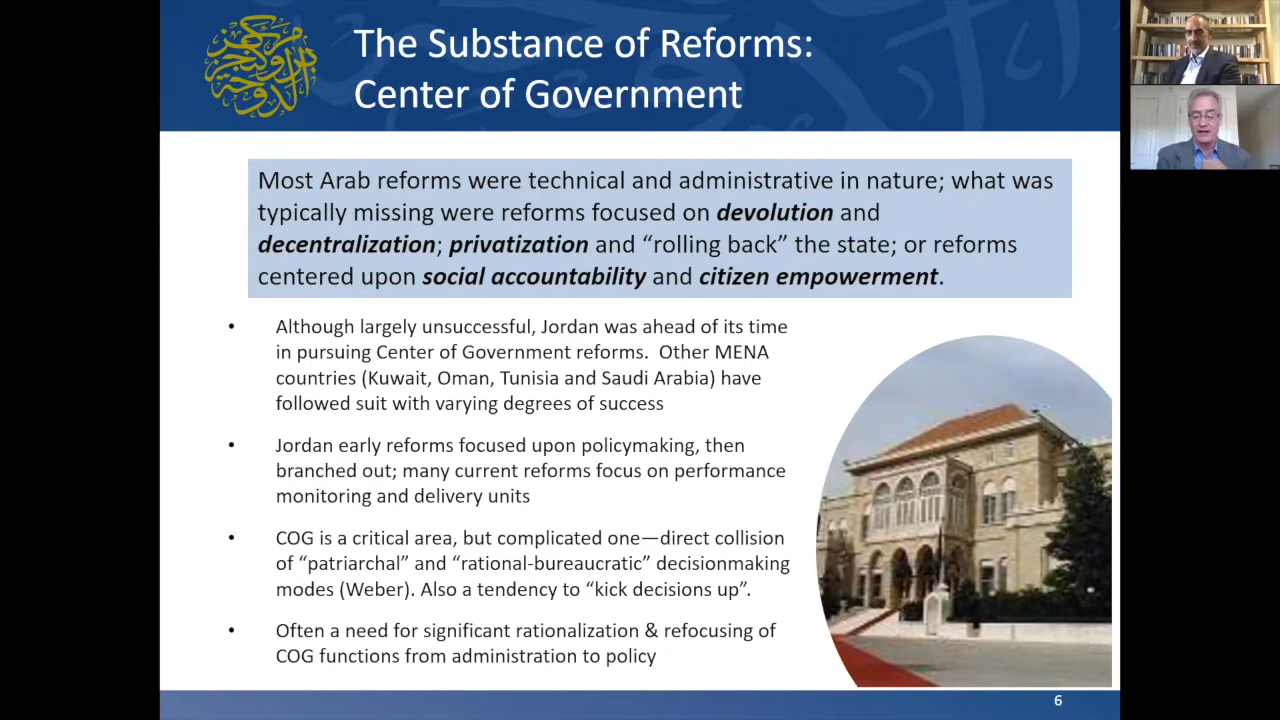 The Substance of Reforms:
Center of Government
Most Arab reforms were technical and administrative in nature; what was
typically missing were reforms focused on devolution and
decentralization; privatization and “rolling back” the state; or reforms
centered upon social accountability and citizen empowerment.
• Although largely unsuccessful, Jordan was ahead of its time
in pursuing Center of Government reforms. Other MENA
countries (Kuwait, Oman, Tunisia and Saudi Arabia) have
followed suit with varying degrees of success
• Jordan early reforms focused upon policymaking, then
branched out; many current reforms focus on performance
monitoring and delivery units
• COG is a critical area, but complicated one—direct collision
of “patriarchal” and “rational-bureaucratic” decisionmaking
modes (Weber). Also a tendency to “kick decisions up”.
• Often a need for significant rationalization & refocusing of
COG functions from administration to policy
6